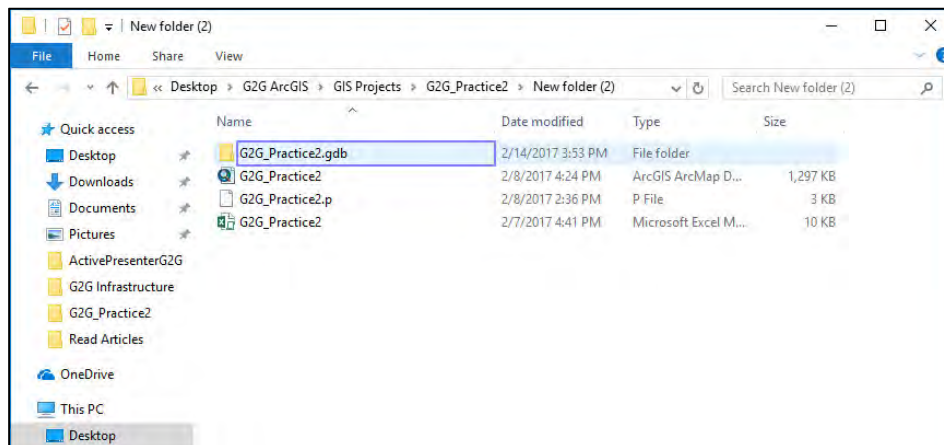 New folder (2)
File Home Share View
« Desktop > G2G ArcGIS > GIS Projects > G2G_Practice2 > New folder (2) Search New folder (2)
Name Date modified Type Size
Quick access
Desktop
Downloads
Documents
Pictures
ActivePresenterG2G
G2G Infrastructure
G2G_Practice2
Read Articles
OneDrive
This PC
Desktop
G2G_Practice2.gdb 2/14/2017 3:53 PM File folder
G2G_Practice2 2/8/2017 4:24 PM ArcGIS ArcMap D... 1,297 KB
G2G_Practice2.p 2/8/2017 2:36 PM P File 3 KB
G2G_Practice2 2/7/2017 4:41 PM Microsoft Excel M... 10 KB